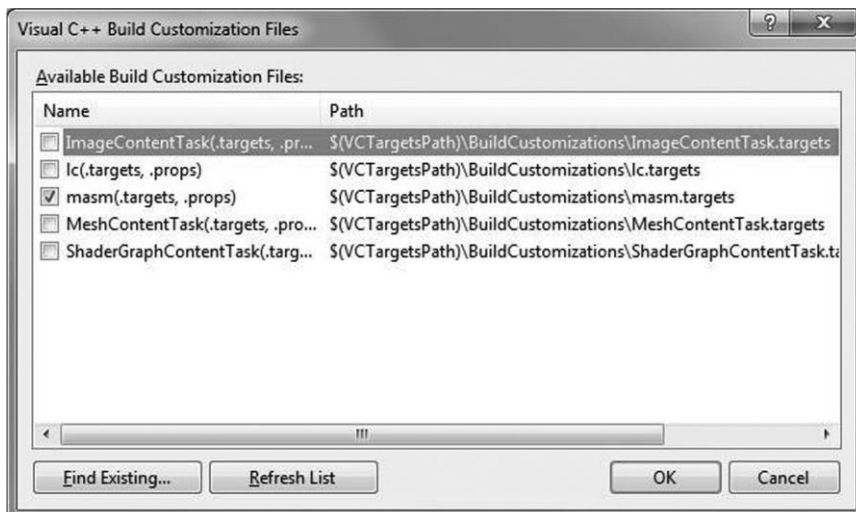 Visual C++ Build Customization Files
Available Build Customization Files:
Name Path
ImageContentTask(.targets, .pr... $(VCTargetsPath)\BuildCustomizations\ImageContentTask.targets
lc(.targets, .props) $(VCTargetsPath)\BuildCustomizations\lc.targets
masm(.targets, .props) $(VCTargetsPath)\BuildCustomizations\masm.targets
MeshContentTask(.targets, .pro... $(VCTargetsPath)\BuildCustomizations\MeshContentTask.targets
ShaderGraphContentTask(.targ... $(VCTargetsPath)\BuildCustomizations\ShaderGraphContentTask.ta
Find Existing... Refresh List OK Cancel